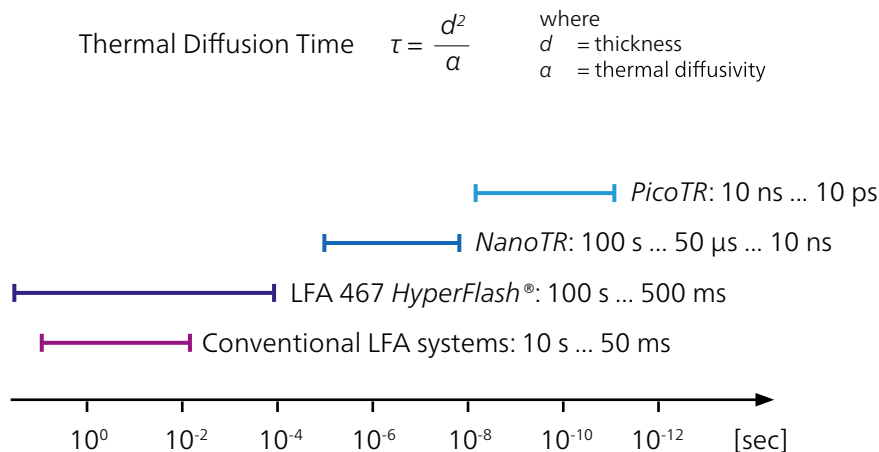 Thermal Diffusion Time τ = d² / α
where
d = thickness
α = thermal diffusivity
PicoTR: 10 ns ... 10 ps
NanoTR: 100 s ... 50 µs ... 10 ns
LFA 467 HyperFlash®: 100 s ... 500 ms
Conventional LFA systems: 10 s ... 50 ms
10⁰ 10⁻² 10⁻⁴ 10⁻⁶ 10⁻⁸ 10⁻¹⁰ 10⁻¹² [sec]